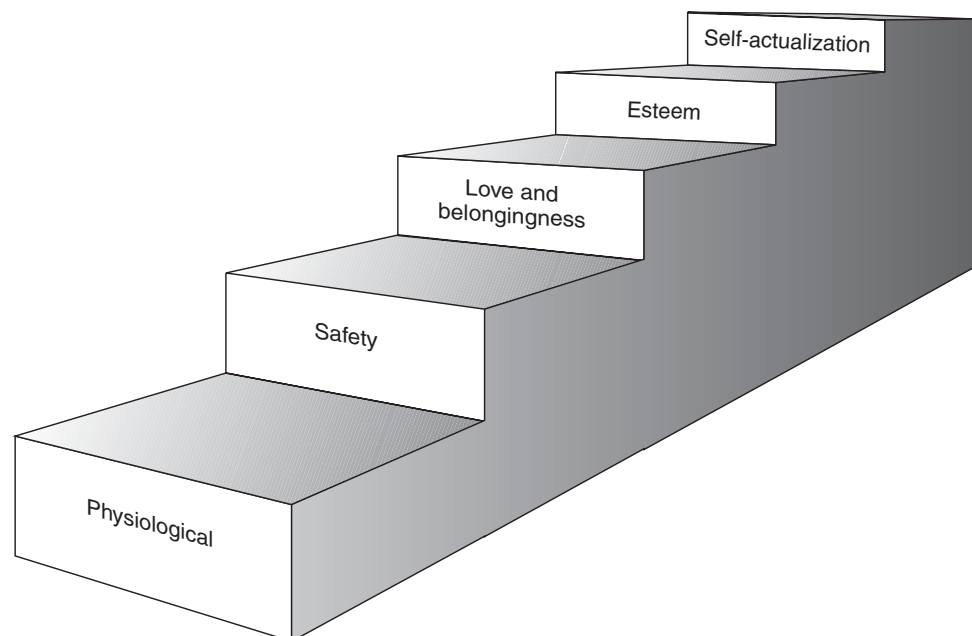 Self-actualization
Esteem
Love and
belongingness
Safety
Physiological